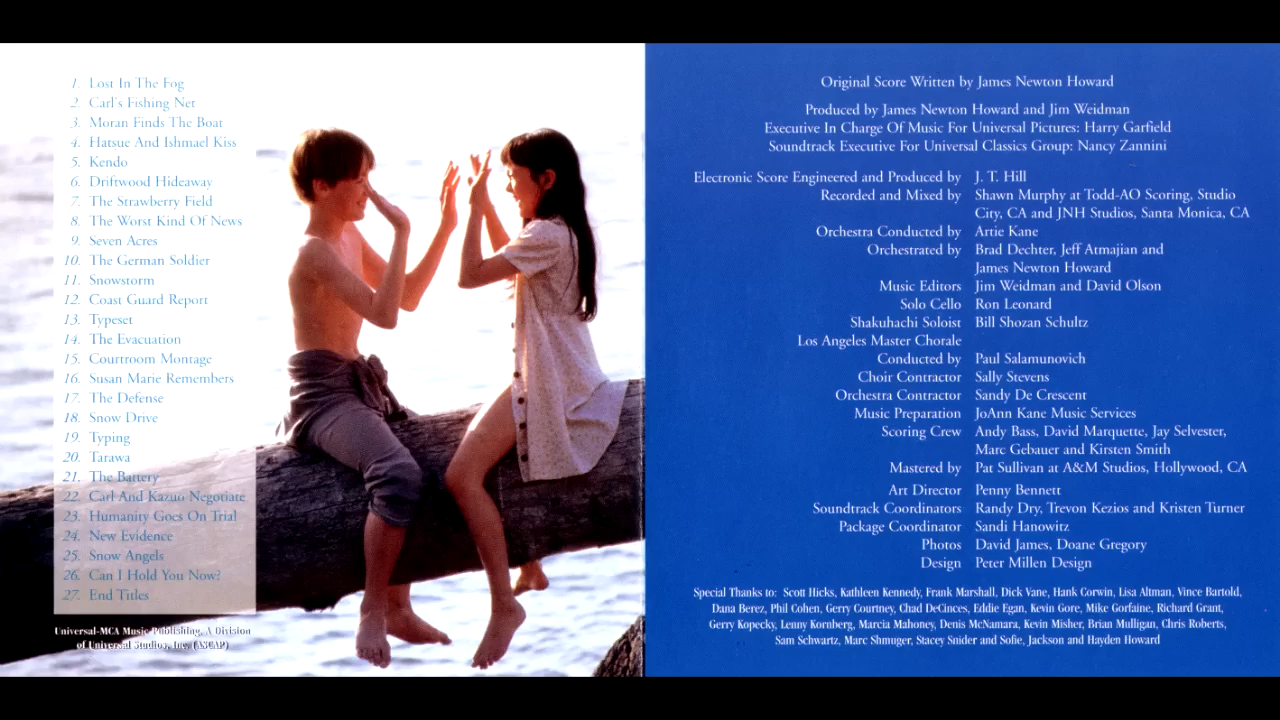 1. Lost In The Fog
2. Carl's Fishing Net
3. Moran Finds The Boat
4. Hatsue And Ishmael Kiss
5. Kendo
6. Driftwood Hideaway
7. The Strawberry Field
8. The Worst Kind Of News
9. Seven Acres
10. The German Soldier
11. Snowstorm
12. Coast Guard Report
13. Typeset
14. The Evacuation
15. Courtroom Montage
16. Susan Marie Remembers
17. The Defense
18. Snow Drive
19. Typing
20. Tarawa
21. The Battery
22. Carl And Kazuo Negotiate
23. Humanity Goes On Trial
24. New Evidence
25. Snow Angels
26. Can I Hold You Now?
27. End Titles
Universal-MCA Music Publishing, A Division
of Universal Studios, Inc. (ASCAP)
Original Score Written by James Newton Howard
Produced by James Newton Howard and Jim Weidman
Executive In Charge Of Music For Universal Pictures: Harry Garfield
Soundtrack Executive For Universal Classics Group: Nancy Zannini
Electronic Score Engineered and Produced by J. T. Hill
Recorded and Mixed by Shawn Murphy at Todd-AO Scoring, Studio
City, CA and JNH Studios, Santa Monica, CA
Orchestra Conducted by Artie Kane
Orchestrated by Brad Dechter, Jeff Atmajian and
James Newton Howard
Music Editors Jim Weidman and David Olson
Solo Cello Ron Leonard
Shakuhachi Soloist Bill Shozan Schultz
Los Angeles Master Chorale
Conducted by Paul Salamunovich
Choir Contractor Sally Stevens
Orchestra Contractor Sandy De Crescent
Music Preparation JoAnn Kane Music Services
Scoring Crew Andy Bass, David Marquette, Jay Selvester,
Marc Gebauer and Kirsten Smith
Mastered by Pat Sullivan at A&M Studios, Hollywood, CA
Art Director Penny Bennett
Soundtrack Coordinators Randy Dry, Trevon Kezios and Kristen Turner
Package Coordinator Sandi Hanowitz
Photos David James, Doane Gregory
Design Peter Millen Design
Special Thanks to: Scott Hicks, Kathleen Kennedy, Frank Marshall, Dick Vane, Hank Corwin, Lisa Altman, Vince Bartold,
Dana Berez, Phil Cohen, Gerry Courtney, Chad DeCinces, Eddie Egan, Kevin Gore, Mike Gorfaine, Richard Grant,
Gerry Kopecky, Lenny Kornberg, Marcia Mahoney, Denis McNamara, Kevin Misher, Brian Mulligan, Chris Roberts,
Sam Schwartz, Marc Shmuger, Stacey Snider and Sofie, Jackson and Hayden Howard